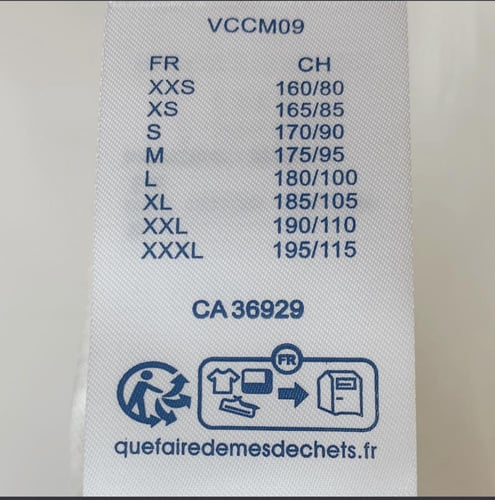 VCCM09
FR CH
XXS 160/80
XS 165/85
S 170/90
M 175/95
L 180/100
XL 185/105
XXL 190/110
XXXL 195/115
CA 36929
FR
quefairedemesdechets.fr